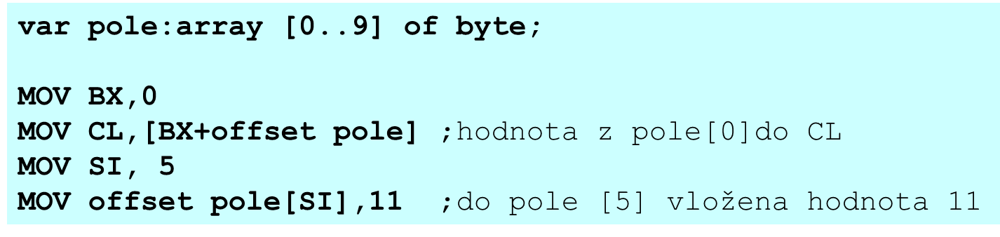 var pole:array [0..9] of byte;
MOV BX,0
MOV CL,[BX+offset pole] ;hodnota z pole[0]do CL
MOV SI, 5
MOV offset pole[SI],11 ;do pole [5] vložena hodnota 11